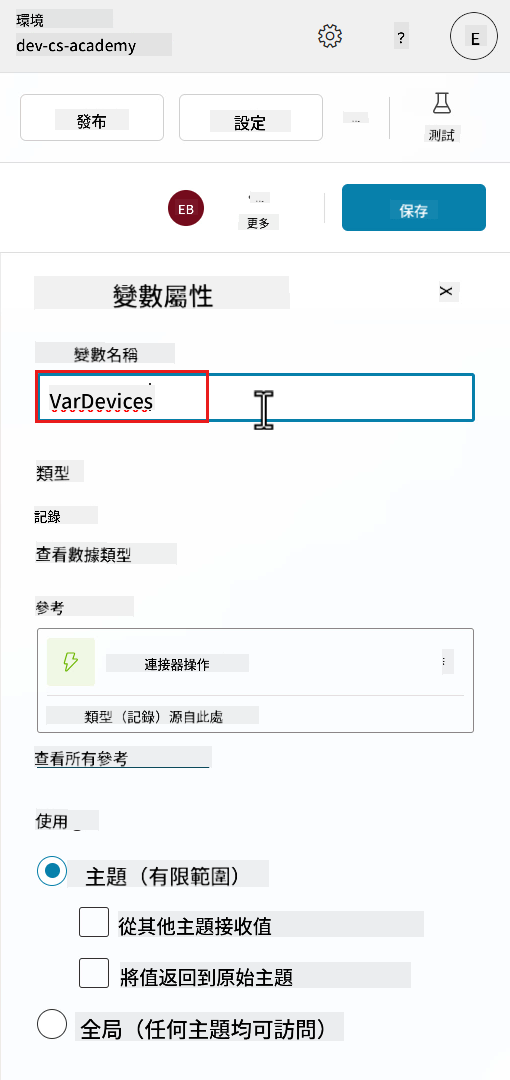 環境
dev-cs-academy
?
E
發布
設定
...
測試
EB
...
更多
保存
變數屬性
變數名稱
VarDevices
類型
記錄
查看數據類型
參考
連接器操作
類型（記錄）源自此處
查看所有參考
使用
主題（有限範圍）
從其他主題接收值
將值返回到原始主題
全局（任何主題均可訪問）